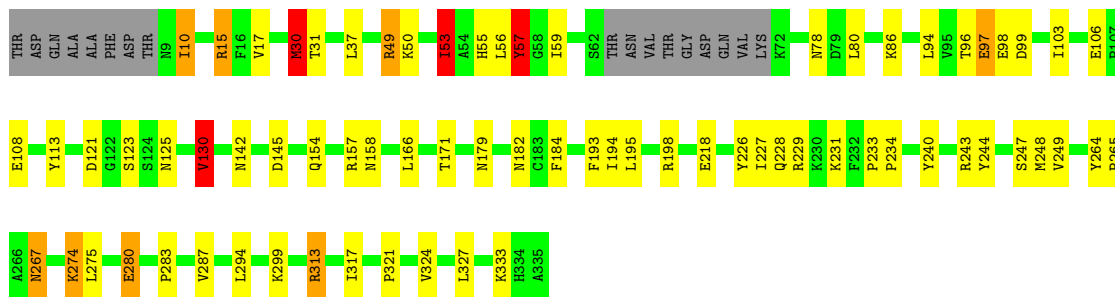 THR ASP GLN ALA ALA PHE ASP THR N9 I10 R15 F16 V17 M30 T31 L37 R49 K50 I53 A54 H55 L56 Y57 G58 I59 S62 THR ASN VAL THR GLY ASP GLN VAL LYS K72 N78 D79 L80 K86 L94 V95 T96 E97 E98 D99 I103 E106
E108 Y113 D121 G122 S123 S124 N125 V130 N142 D145 Q154 R157 N158 L166 T171 N179 N182 C183 F184 F193 I194 L195 R198 E218 Y226 I227 Q228 R229 K230 K231 F232 P233 P234 Y240 R243 Y244 S247 M248 V249 Y264
A266 N267 K274 L275 E280 P283 V287 L294 K299 R313 I317 P321 V324 L327 K333 H334 A335